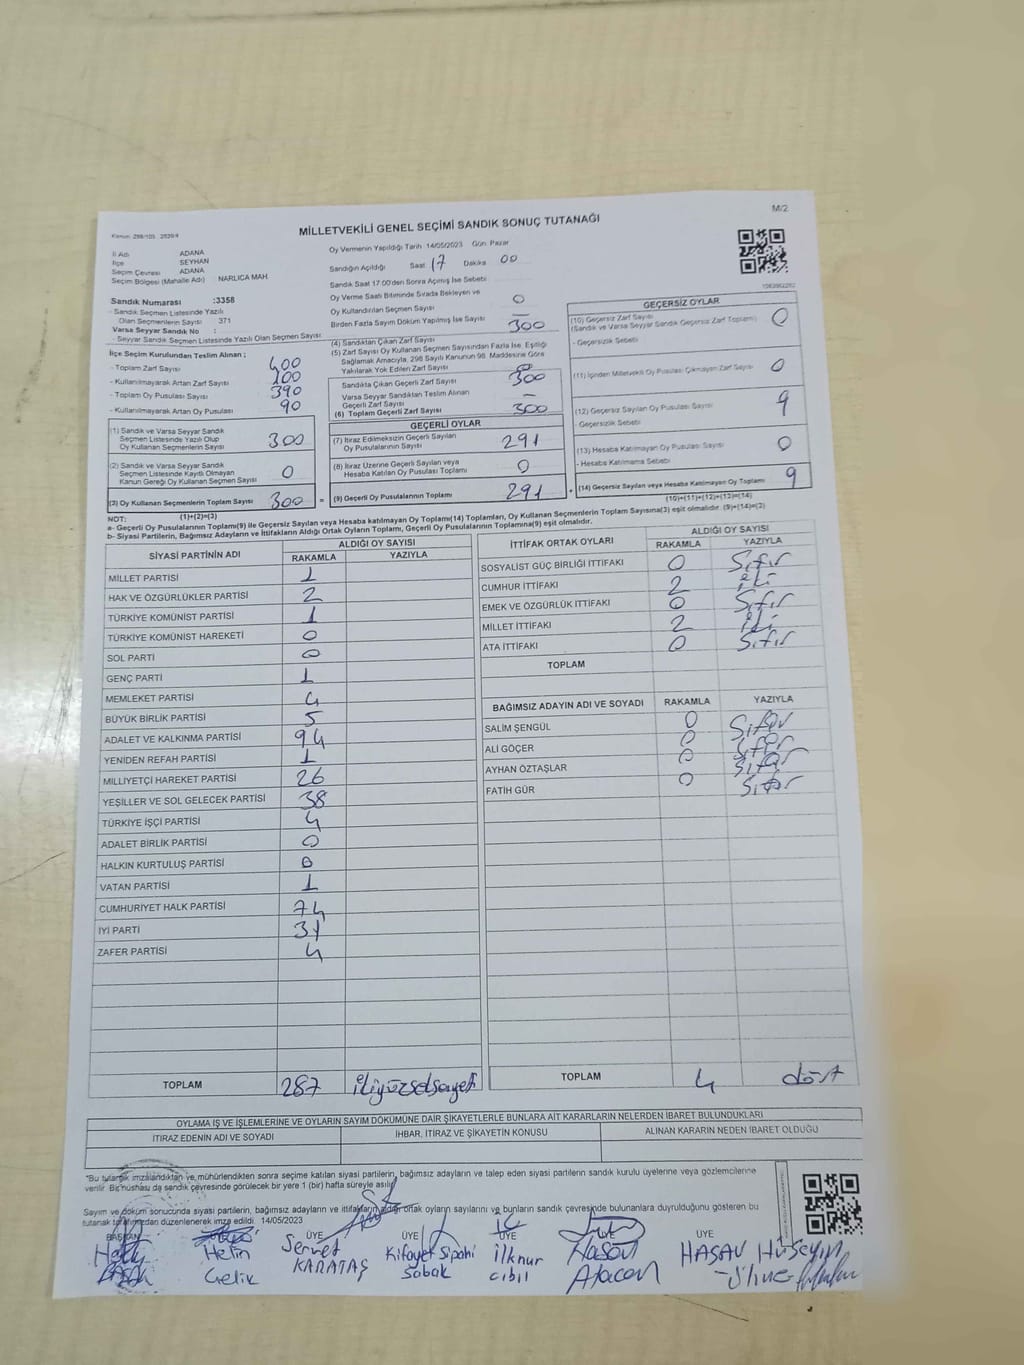 M/2
MİLLETVEKİLİ GENEL SEÇİMİ SANDIK SONUÇ TUTANAĞI
İl Adı ADANA
İlçe SEYHAN
Seçim Çevresi ADANA
Seçim Bölgesi (Mahalle Adı) NARLICA MAH.
Oy Vermenin Yapıldığı Tarih 14/05/2023 Gün Pazar
Sandığın Açıldığı Saat 17 Dakika 00
Sandık Saat 17.00'den Sonra Açılmış İse Sebebi
Oy Verme Saati Bitiminde Sırada Bekleyen ve
Oy Kullandırılan Seçmen Sayısı 0
Birden Fazla Sayım Döküm Yapılmış İse Sayısı —
Sandık Numarası :3358
- Sandık Seçmen Listesinde Yazılı
Olan Seçmenlerin Sayısı 371
Varsa Seyyar Sandık No :
- Seyyar Sandık Seçmen Listesinde Yazılı Olan Seçmen Sayısı
İlçe Seçim Kurulundan Teslim Alınan ;
- Toplam Zarf Sayısı 400
- Kullanılmayarak Artan Zarf Sayısı 100
- Toplam Oy Pusulası 390
- Kullanılmayarak Artan Oy Pusulası 90
(1) Sandık ve Varsa Seyyar Sandık
Seçmen Listesinde Yazılı Olup
Oy Kullanan Seçmenlerin Sayısı 300
(2) Sandık ve Varsa Seyyar Sandık
Seçmen Listesinde Kayıtlı Olmayan
Kanun Gereği Oy Kullanan Seçmen Sayısı 0
(3) Oy Kullanan Seçmenlerin Toplam Sayısı 300 =
(1)+(2)=(3)
(4) Sandıktan Çıkan Zarf Sayısı 300
(5) Zarf Sayısı Oy Kullanan Seçmen Sayısından Fazla İse, Eşitliği
Sağlamak Amacıyla, 298 Sayılı Kanunun 98. Maddesine Göre
Yakılarak Yok Edilen Zarf Sayısı
Sandıkta Çıkan Geçerli Zarf Sayısı 300
Varsa Seyyar Sandıktan Teslim Alınan
Geçerli Zarf Sayısı —
(6) Toplam Geçerli Zarf Sayısı 300
GEÇERLİ OYLAR
(7) İtiraz Edilmeksizin Geçerli Sayılan
Oy Pusulalarının Sayısı 291
(8) İtiraz Üzerine Geçerli Sayılan veya
Hesaba Katılan Oy Pusulası Toplamı 0
(9) Geçerli Oy Pusulalarının Toplamı 291 +
GEÇERSİZ OYLAR
(10) Geçersiz Zarf Sayısı 0
(Sandık ve Varsa Seyyar Sandık Geçersiz Zarf Toplamı)
- Geçersizlik Sebebi
(11) İçinden Milletvekili Oy Pusulası Çıkmayan Zarf Sayısı 0
(12) Geçersiz Sayılan Oy Pusulası Sayısı 9
- Geçersizlik Sebebi
(13) Hesaba Katılmayan Oy Pusulası Sayısı 0
- Hesaba Katılmama Sebebi
(14) Geçersiz Sayılan veya Hesaba Katılmayan Oy Toplamı 9
(10)+(11)+(12)+(13)=(14)
NOT:
a- Geçerli Oy Pusulalarının Toplamı(9) ile Geçersiz Sayılan veya Hesaba katılmayan Oy Toplamı(14) Toplamları, Oy Kullanan Seçmenlerin Toplam Sayısına(3) eşit olmalıdır. (9)+(14)=(3)
b- Siyasi Partilerin, Bağımsız Adayların ve İttifakların Aldığı Ortak Oyların Toplamı, Geçerli Oy Pusulalarının Toplamına(9) eşit olmalıdır.
SİYASİ PARTİNİN ADI ALDIĞI OY SAYISI
RAKAMLA YAZIYLA
MİLLET PARTİSİ 1
HAK VE ÖZGÜRLÜKLER PARTİSİ 2
TÜRKİYE KOMÜNİST PARTİSİ 1
TÜRKİYE KOMÜNİST HAREKETİ 0
SOL PARTİ 0
GENÇ PARTİ 1
MEMLEKET PARTİSİ 4
BÜYÜK BİRLİK PARTİSİ 5
ADALET VE KALKINMA PARTİSİ 94
YENİDEN REFAH PARTİSİ 1
MİLLİYETÇİ HAREKET PARTİSİ 26
YEŞİLLER VE SOL GELECEK PARTİSİ 38
TÜRKİYE İŞÇİ PARTİSİ 4
ADALET BİRLİK PARTİSİ 0
HALKIN KURTULUŞ PARTİSİ 0
VATAN PARTİSİ 1
CUMHURİYET HALK PARTİSİ 74
İYİ PARTİ 31
ZAFER PARTİSİ 4
TOPLAM 287 ikiyüzseksenyedi
İTTİFAK ORTAK OYLARI ALDIĞI OY SAYISI
RAKAMLA YAZIYLA
SOSYALİST GÜÇ BİRLİĞİ İTTİFAKI 0 Sıfır
CUMHUR İTTİFAKI 2 iki
EMEK VE ÖZGÜRLÜK İTTİFAKI 0 Sıfır
MİLLET İTTİFAKI 2 iki
ATA İTTİFAKI 0 Sıfır
TOPLAM
BAĞIMSIZ ADAYIN ADI VE SOYADI RAKAMLA YAZIYLA
SALİM ŞENGÜL 0 Sıfır
ALİ GÖÇER 0 Sıfır
AYHAN ÖZTAŞLAR 0 Sıfır
FATİH GÜR 0 Sıfır
TOPLAM 4 dört
OYLAMA İŞ VE İŞLEMLERİNE VE OYLARIN SAYIM DÖKÜMÜNE DAİR ŞİKAYETLERLE BUNLARA AİT KARARLARIN NELERDEN İBARET BULUNDUKLARI
İTİRAZ EDENİN ADI VE SOYADI İHBAR, İTİRAZ VE ŞİKAYETİN KONUSU ALINAN KARARIN NEDEN İBARET OLDUĞU
*Bu tutanak imzalandıktan ve mühürlendikten sonra seçime katılan siyasi partilerin, bağımsız adayların ve talep eden siyasi partilerin sandık kurulu üyelerine veya gözlemcilerine
verilir. Bir nüshası da sandık çevresinde görülecek bir yere 1 (bir) hafta süreyle asılır.
Sayım ve döküm sonucunda siyasi partilerin, bağımsız adayların ve ittifakların aldığı ortak oyların sayılarını ve bunların sandık çevresinde bulunanlara duyrulduğunu gösteren bu
tutanak tarafımızdan düzenlenerek imza edildi. 14/05/2023
BAŞKAN ÜYE ÜYE ÜYE ÜYE ÜYE
Helin Çelik
Servet KARATAŞ
Kifayet Sipahi Sabak
İlknur Cibil
Hasan Atacan
HASAN Hüseyin